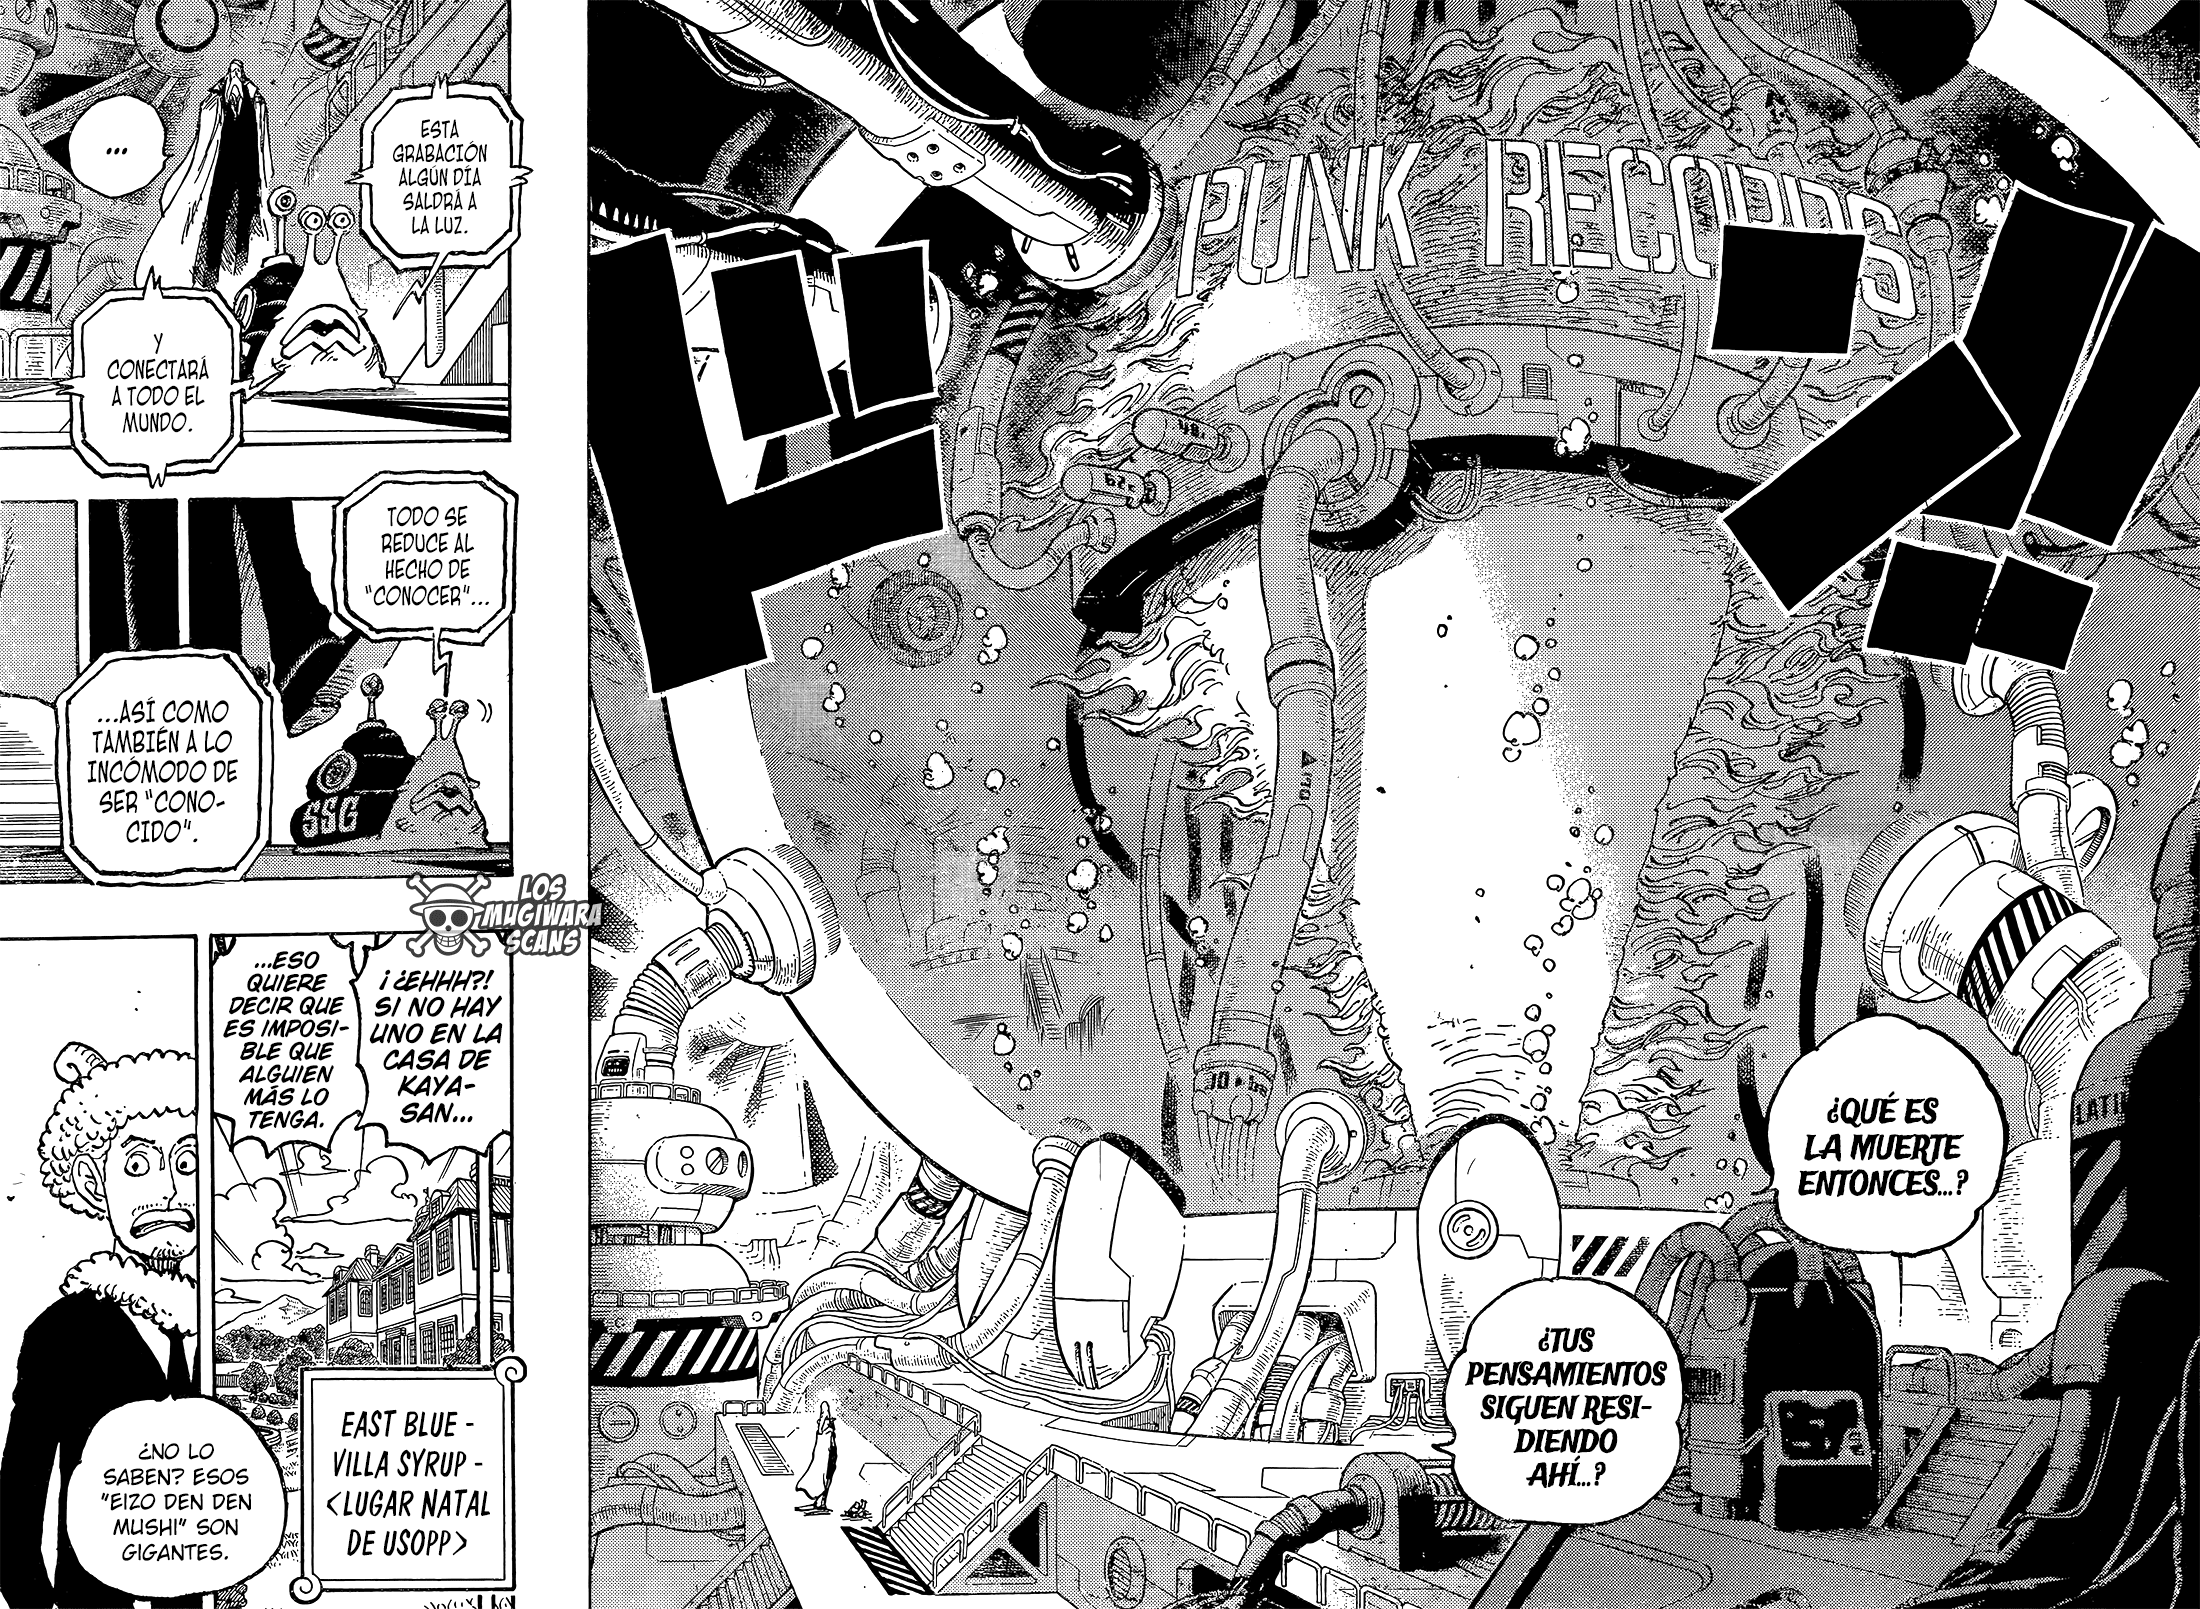 PUNK RECORDS
¿QUÉ ES
LA MUERTE
ENTONCES...?
¿TUS
PENSAMIENTOS
SIGUEN RESI-
DIENDO
AHÍ...?
ESTA
GRABACIÓN
ALGÚN DÍA
SALDRÁ A
LA LUZ.
...
Y
CONECTARÁ
A TODO EL
MUNDO.
TODO SE
REDUCE AL
HECHO DE
"CONOCER"...
...ASÍ COMO
TAMBIÉN A LO
INCÓMODO DE
SER "CONO-
CIDO".
SSG
LOS
MUGIWARA
SCANS
¡¿EHHH?!
SI NO HAY
UNO EN LA
CASA DE
KAYA-
SAN...
...ESO
QUIERE
DECIR QUE
ES IMPOSI-
BLE QUE
ALGUIEN
MÁS LO
TENGA.
EAST BLUE -
VILLA SYRUP -
<LUGAR NATAL
DE USOPP>
¿NO LO
SABEN? ESOS
"EIZO DEN DEN
MUSHI" SON
GIGANTES.